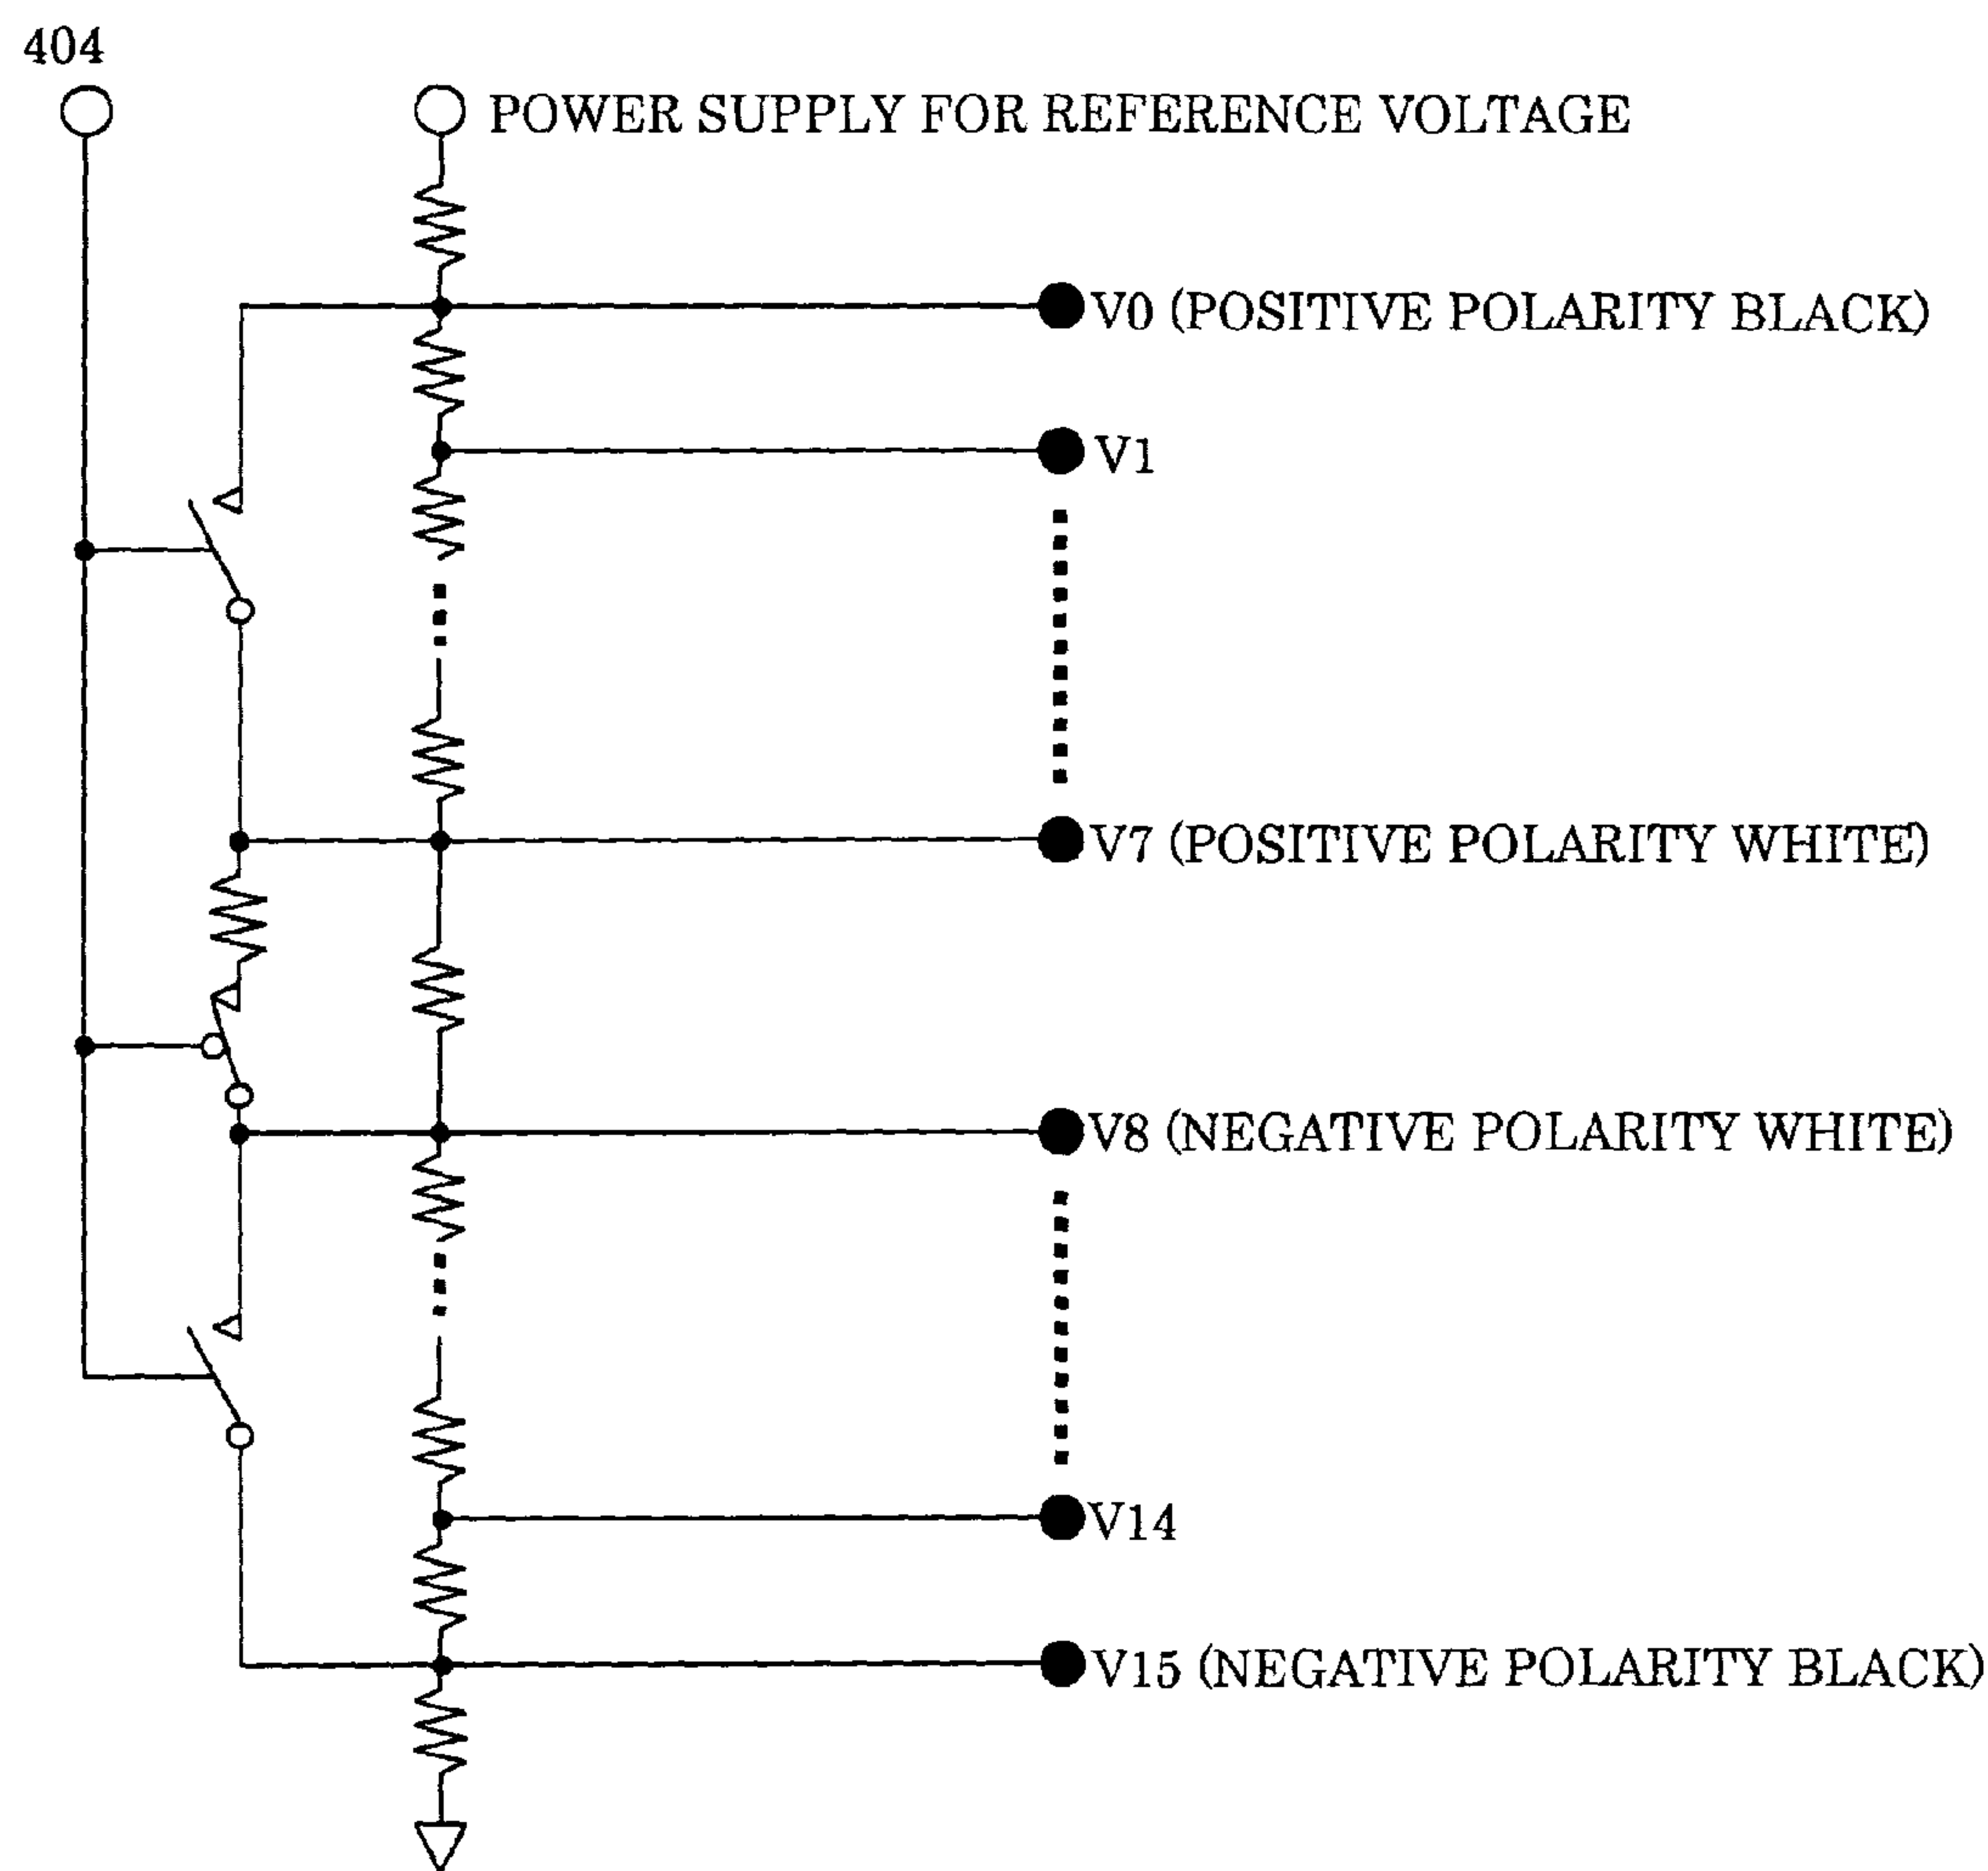 404
POWER SUPPLY FOR REFERENCE VOLTAGE
V0 (POSITIVE POLARITY BLACK)
V1
V7 (POSITIVE POLARITY WHITE)
V8 (NEGATIVE POLARITY WHITE)
V14
V15 (NEGATIVE POLARITY BLACK)